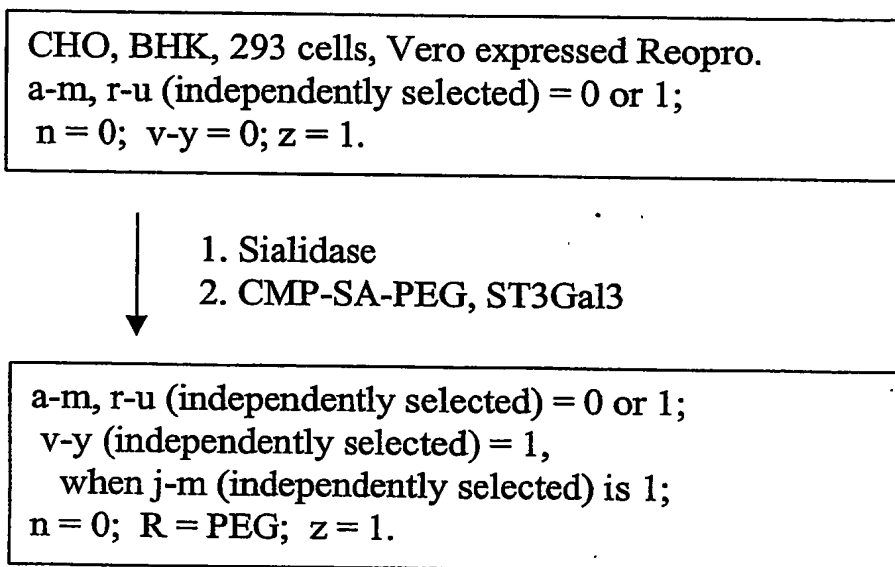 CHO, BHK, 293 cells, Vero expressed Reopro.
a-m, r-u (independently selected) = 0 or 1;
n = 0; v-y = 0; z = 1.
1. Sialidase
2. CMP-SA-PEG, ST3Gal3
a-m, r-u (independently selected) = 0 or 1;
v-y (independently selected) = 1,
when j-m (independently selected) is 1;
n = 0; R = PEG; z = 1.